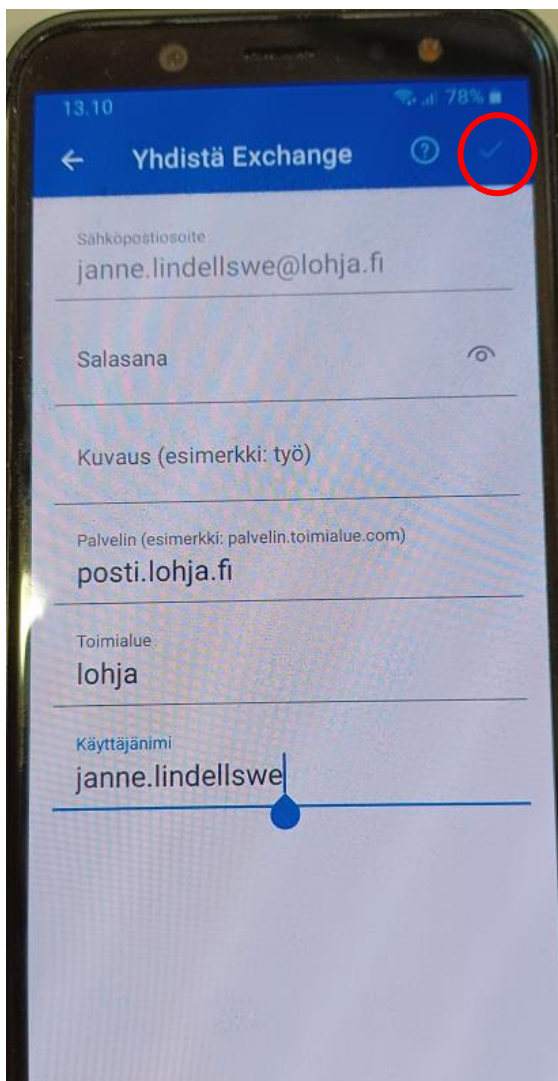 13.10
78%
Yhdistä Exchange
Sähköpostiosoite
janne.lindellswe@lohja.fi
Salasana
Kuvaus (esimerkki: työ)
Palvelin (esimerkki: palvelin.toimialue.com)
posti.lohja.fi
Toimialue
lohja
Käyttäjänimi
janne.lindellswe